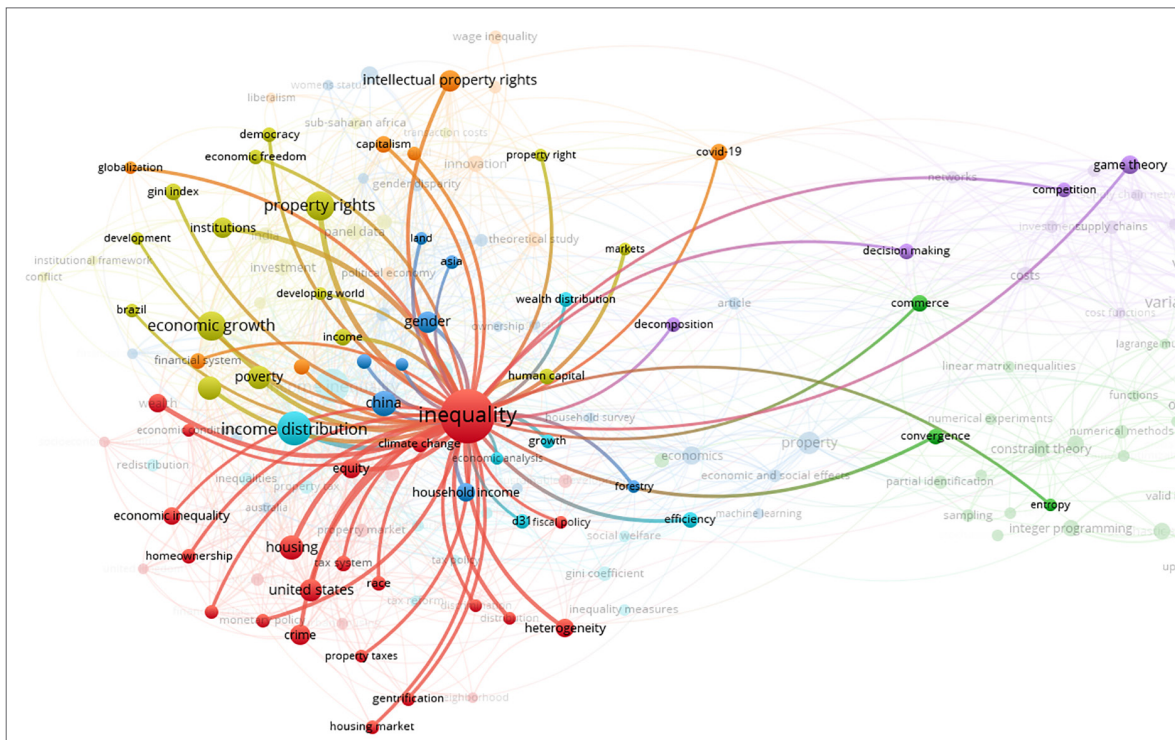 wage inequality
intellectual property rights
womens status
liberalism
sub-saharan africa
democracy
transaction costs
capitalism
property right
covid-19
economic freedom
globalization
innovation
game theory
networks
gender disparity
competition
gini index
property rights
institutions
panel data
india
supply chains
development
land
theoretical study
markets
decision making
institutional framework
asia
investment
political economy
conflict
costs
developing world
wealth distribution
article
commerce
brazil
economic growth
gender
ownership
decomposition
cost functions
income
financial system
linear matrix inequalities
poverty
human capital
functions
wealth
china
inequality
household survey
numerical experiments
income distribution
convergence
numerical methods
climate change
growth
property
constraint theory
economics
economic analysis
redistribution
equity
inequalities
economic and social effects
partial identification
property tax
household income
forestry
australia
entropy
machine learning
sampling
economic inequality
d31
fiscal policy
efficiency
integer programming
property market
social welfare
housing
homeownership
tax system
tax policy
gini coefficient
united states
race
tax reform
inequality measures
monetary policy
distribution
crime
heterogeneity
property taxes
gentrification
housing market